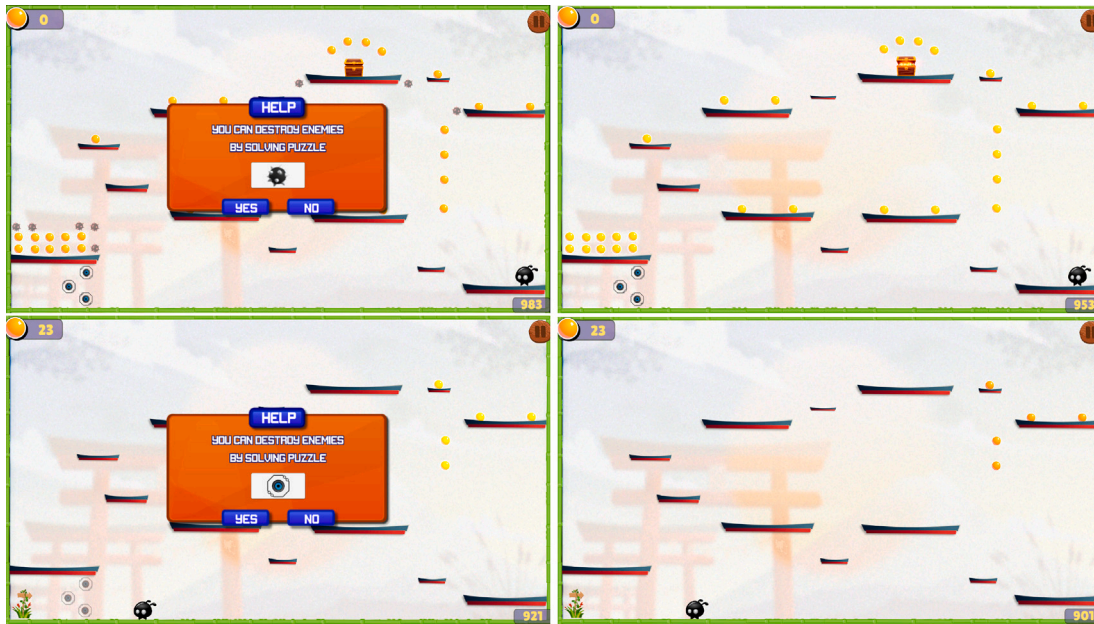 0
HELP
YOU CAN DESTROY ENEMIES
BY SOLVING PUZZLE
YES NO
983
0
953
23
HELP
YOU CAN DESTROY ENEMIES
BY SOLVING PUZZLE
YES NO
921
23
901